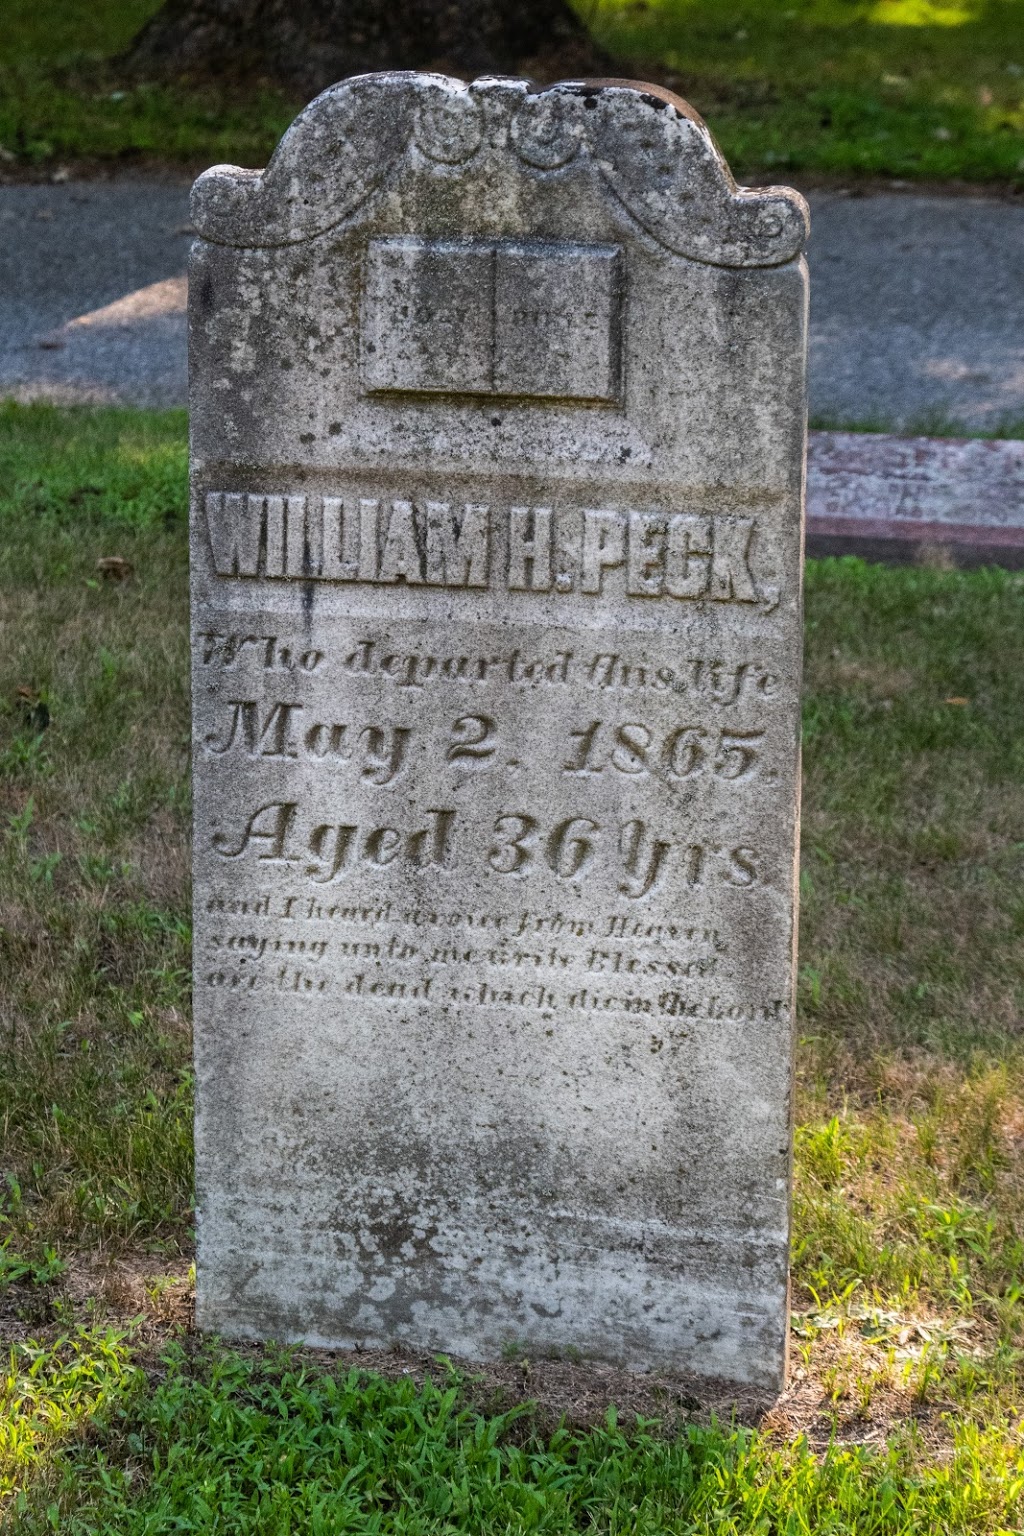 WILLIAM H. PECK,
Who departed this life
May 2. 1865.
Aged 36 Yrs.
and I heard a voice from Heaven,
saying unto me write Blessed
are the dead which die in the Lord